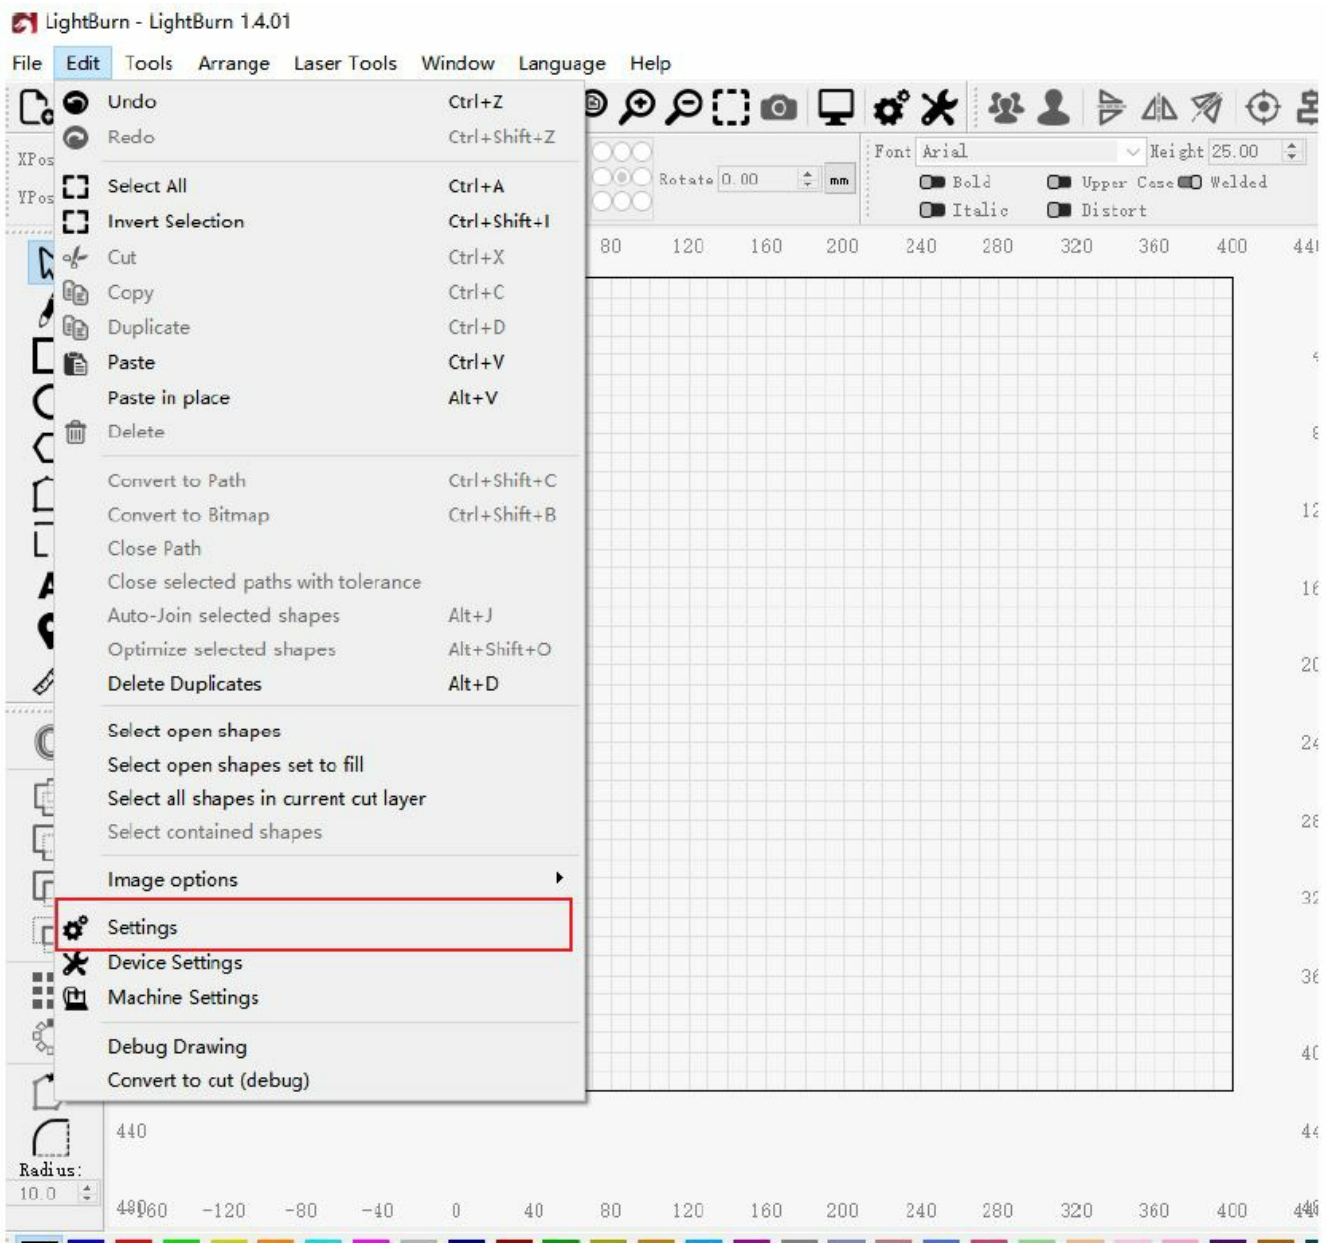 LightBurn - LightBurn 1.4.01
File Edit Tools Arrange Laser Tools Window Language Help
XPos
YPos
Rotate 0.00 mm
Font Arial Height 25.00
Bold Upper Case Welded
Italic Distort
Undo Ctrl+Z
Redo Ctrl+Shift+Z
Select All Ctrl+A
Invert Selection Ctrl+Shift+I
Cut Ctrl+X
Copy Ctrl+C
Duplicate Ctrl+D
Paste Ctrl+V
Paste in place Alt+V
Delete
Convert to Path Ctrl+Shift+C
Convert to Bitmap Ctrl+Shift+B
Close Path
Close selected paths with tolerance
Auto-Join selected shapes Alt+J
Optimize selected shapes Alt+Shift+O
Delete Duplicates Alt+D
Select open shapes
Select open shapes set to fill
Select all shapes in current cut layer
Select contained shapes
Image options
Settings
Device Settings
Machine Settings
Debug Drawing
Convert to cut (debug)
80 120 160 200 240 280 320 360 400
12
20
32
440
Radius:
10.0
-120 -80 -40 0 40 80 120 160 200 240 280 320 360 400